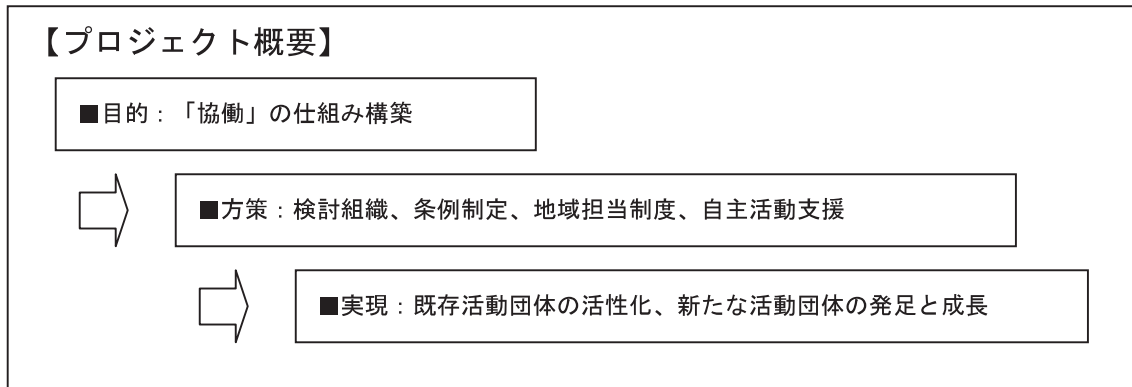 【プロジェクト概要】
■目的：「協働」の仕組み構築
■方策：検討組織、条例制定、地域担当制度、自主活動支援
■実現：既存活動団体の活性化、新たな活動団体の発足と成長